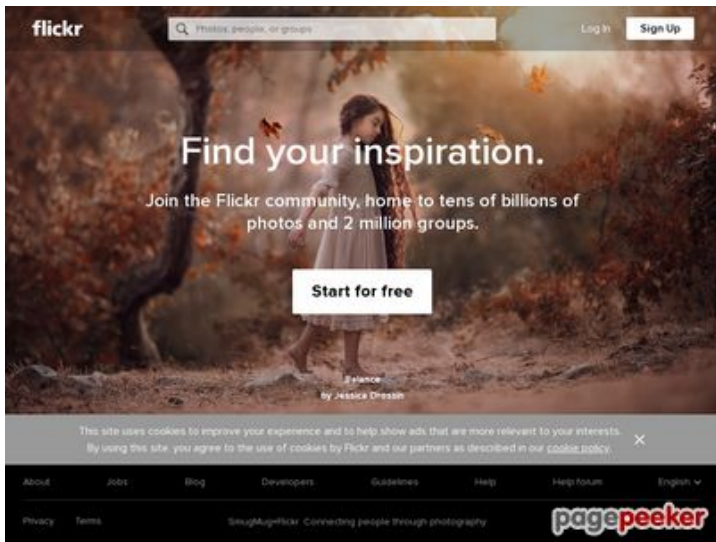 flickr
Photos, people, or groups
Log In
Sign Up
Find your inspiration.
Join the Flickr community, home to tens of billions of
photos and 2 million groups.
Start for free
Balance
by Jessica Drossin
This site uses cookies to improve your experience and to help show ads that are more relevant to your interests.
By using this site, you agree to the use of cookies by Flickr and our partners as described in our cookie policy.
About Jobs Blog Developers Guidelines Help Help forum English
Privacy Terms SmugMug+Flickr. Connecting people through photography.
pagepeeker